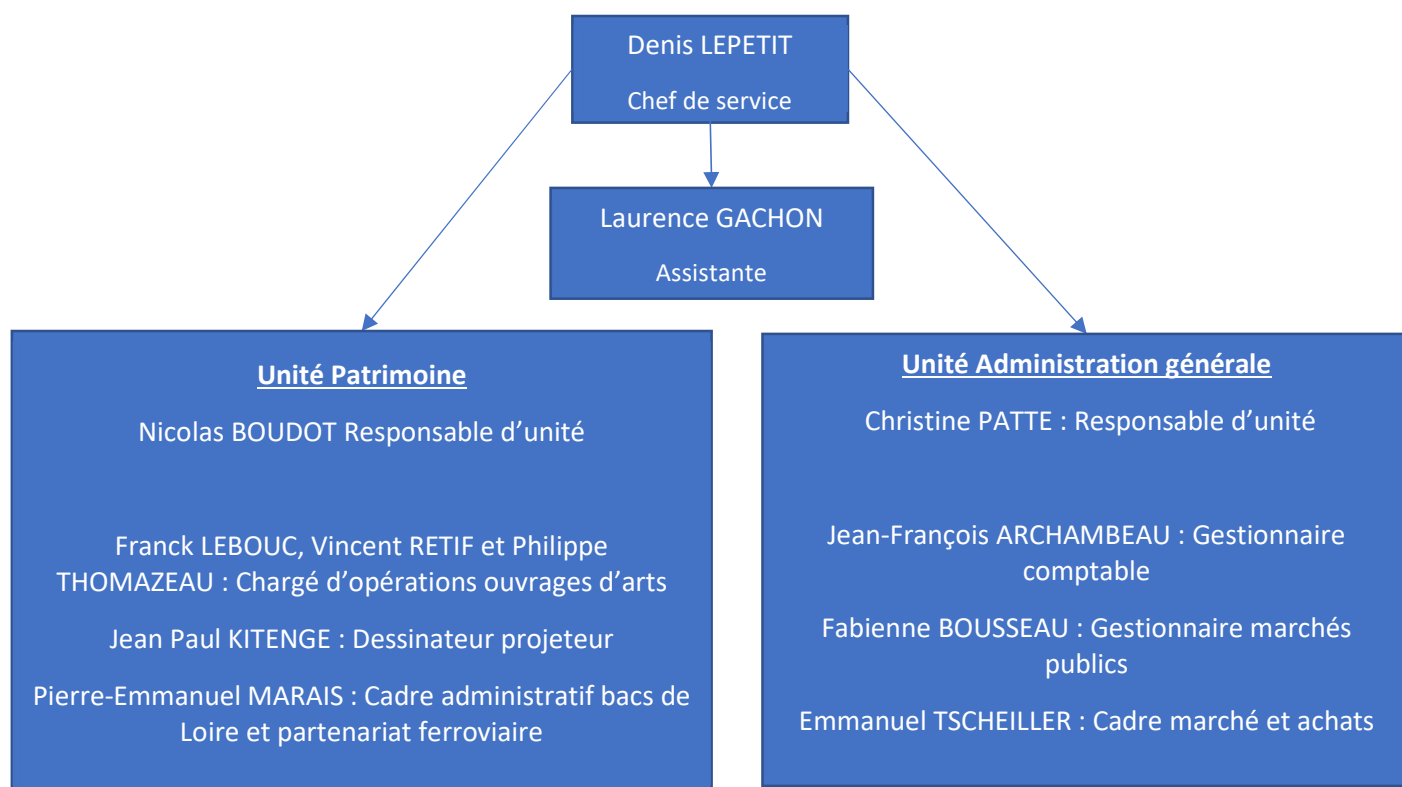 Denis LEPETIT
Chef de service
Laurence GACHON
Assistante
Unité Patrimoine
Nicolas BOUDOT Responsable d’unité
Franck LEBOUC, Vincent RETIF et Philippe
THOMAZEAU : Chargé d’opérations ouvrages d’arts
Jean Paul KITENGE : Dessinateur projeteur
Pierre-Emmanuel MARAIS : Cadre administratif bacs de
Loire et partenariat ferroviaire
Unité Administration générale
Christine PATTE : Responsable d’unité
Jean-François ARCHAMBEAU : Gestionnaire
comptable
Fabienne BOUSSEAU : Gestionnaire marchés
publics
Emmanuel TSCHEILLER : Cadre marché et achats